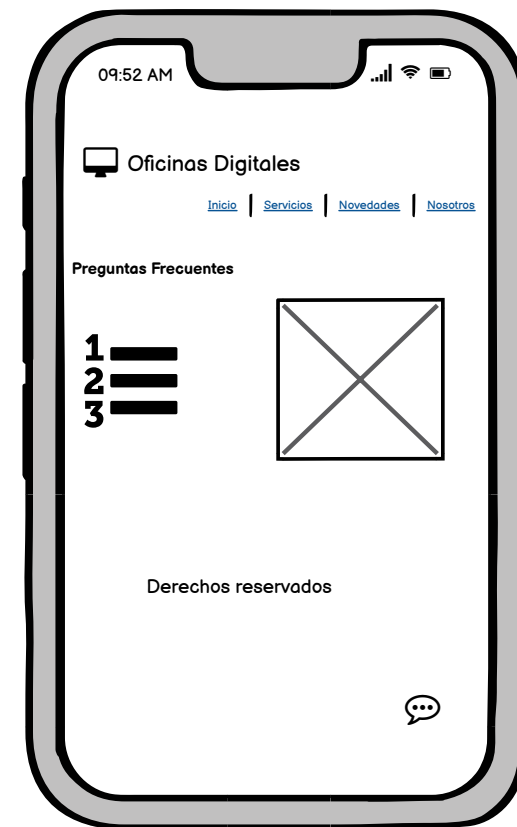 09:52 AM
Oficinas Digitales
Inicio Servicios Novedades Nosotros
Preguntas Frecuentes
1
2
3
Derechos reservados